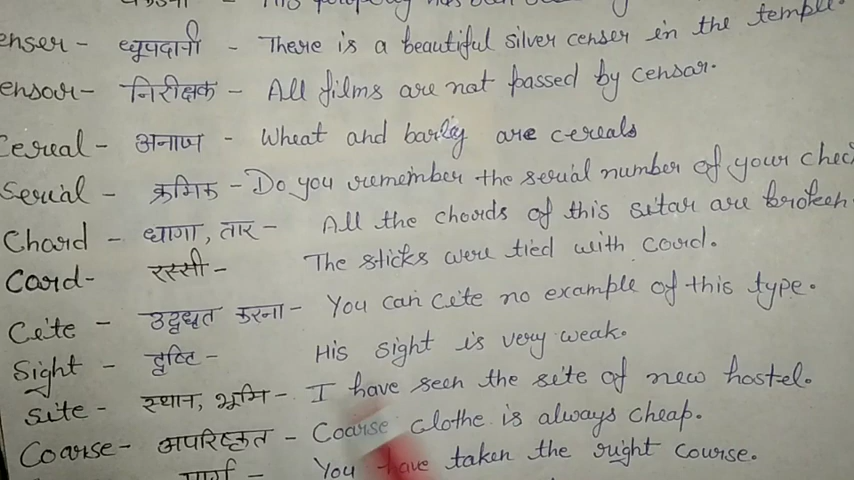 enser - धूपदानी - There is a beautiful silver censer in the temple.
ensor - निरीक्षक - All films are not passed by censor.
Cereal - अनाज - Wheat and barley are cereals
Serial - क्रमिक - Do you remember the serial number of your chec
Chord - धागा, तार - All the chords of this sitar are broken.
Cord - रस्सी - The sticks were tied with cord.
Cite - उद्धृत करना - You can cite no example of this type.
Sight - दृष्टि - His sight is very weak.
Site - स्थान, भूमि - I have seen the site of new hostel.
Coarse - अपरिष्कृत - Coarse clothe is always cheap.
मार्ग - You have taken the right course.